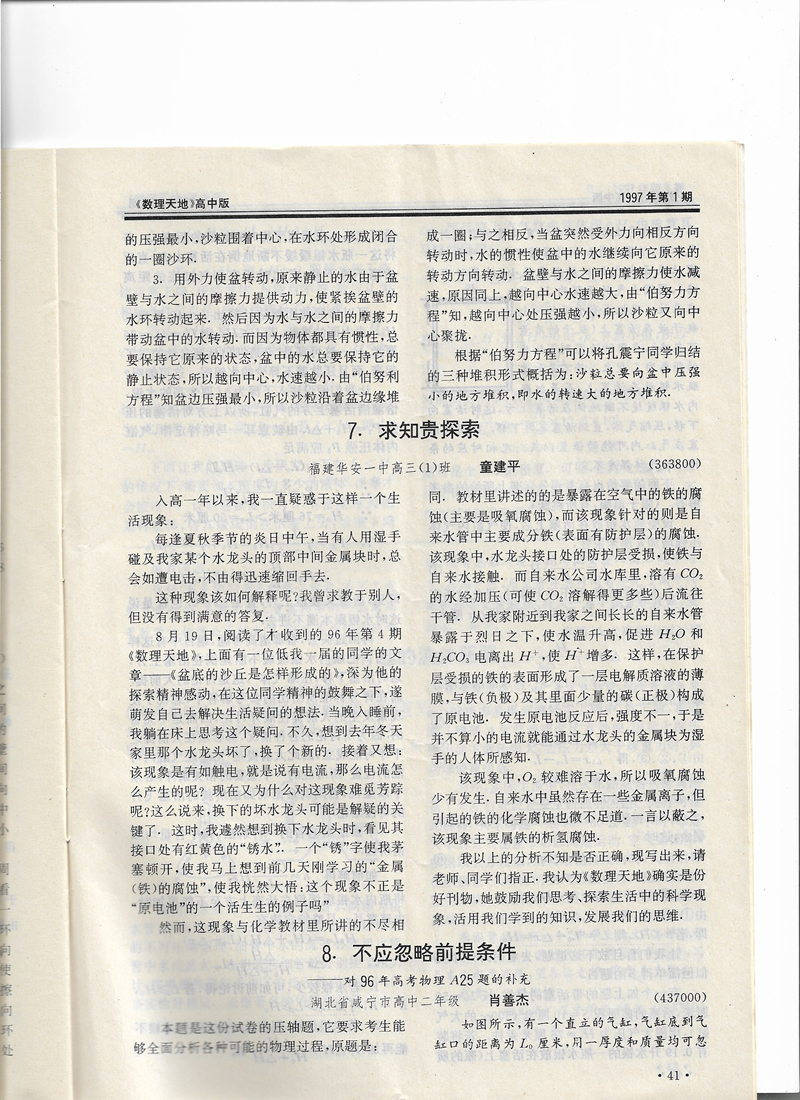 《数理天地》高中版
1997年第1期
的压强最小,沙粒围着中心,在水环处形成闭合
的一圈沙环.
3. 用外力使盆转动,原来静止的水由于盆
壁与水之间的摩擦力提供动力,使紧挨盆壁的
水环转动起来. 然后因为水与水之间的摩擦力
带动盆中的水转动. 而因为物体都具有惯性,总
要保持它原来的状态,盆中的水总要保持它的
静止状态,所以越向中心,水速越小. 由“伯努利
方程”知盆边压强最小,所以沙粒沿着盆边缘堆
成一圈;与之相反,当盆突然受外力向相反方向
转动时,水的惯性使盆中的水继续向它原来的
转动方向转动. 盆壁与水之间的摩擦力使水减
速,原因同上,越向中心水速越大,由“伯努力方
程”知,越向中心处压强越小,所以沙粒又向中
心聚拢.
根据“伯努力方程”可以将孔震宁同学归结
的三种堆积形式概括为:沙粒总要向盆中压强
小的地方堆积,即水的转速大的地方堆积.
7. 求知贵探索
福建华安一中高三(1)班 童建平 (363800)
入高一年以来,我一直疑惑于这样一个生
活现象:
每逢夏秋季节的炎日中午,当有人用湿手
碰及我家某个水龙头的顶部中间金属块时,总
会如遭电击,不由得迅速缩回手去.
这种现象该如何解释呢?我曾求教于别人,
但没有得到满意的答复.
8月19日,阅读了才收到的96年第4期
《数理天地》,上面有一位低我一届的同学的文
章——《盆底的沙丘是怎样形成的》,深为他的
探索精神感动,在这位同学精神的鼓舞之下,遂
萌发自己去解决生活疑问的想法. 当晚入睡前,
我躺在床上思考这个疑问. 不久,想到去年冬天
家里那个水龙头坏了,换了个新的. 接着又想:
该现象是有如触电,就是说有电流,那么电流怎
么产生的呢? 现在又为什么对这现象难觅芳踪
呢?这么说来,换下的坏水龙头可能是解疑的关
键了. 这时,我遽然想到换下水龙头时,看见其
接口处有红黄色的“锈水”. 一个“锈”字使我茅
塞顿开,使我马上想到前几天刚学习的“金属
(铁)的腐蚀”,使我恍然大悟:这个现象不正是
“原电池”的一个活生生的例子吗”
然而,这现象与化学教材里所讲的不尽相
同. 教材里讲述的的是暴露在空气中的铁的腐
蚀(主要是吸氧腐蚀),而该现象针对的则是自
来水管中主要成分铁(表面有防护层)的腐蚀.
该现象中,水龙头接口处的防护层受损,使铁与
自来水接触. 而自来水公司水库里,溶有CO₂
的水经加压(可使CO₂溶解得更多些)后流往
干管. 从我家附近到我家之间长长的自来水管
暴露于烈日之下,使水温升高,促进H₂O和
H₂CO₃电离出H⁺,使H⁺增多. 这样,在保护
层受损的铁的表面形成了一层电解质溶液的薄
膜,与铁(负极)及其里面少量的碳(正极)构成
了原电池. 发生原电池反应后,强度不一,于是
并不算小的电流就能通过水龙头的金属块为湿
手的人体所感知.
该现象中,O₂较难溶于水,所以吸氧腐蚀
少有发生. 自来水中虽然存在一些金属离子,但
引起的铁的化学腐蚀也微不足道. 一言以蔽之,
该现象主要属铁的析氢腐蚀.
我以上的分析不知是否正确,现写出来,请
老师、同学们指正. 我认为《数理天地》确实是份
好刊物,她鼓励我们思考、探索生活中的科学现
象,活用我们学到的知识,发展我们的思维.
8. 不应忽略前提条件
——对96年高考物理A25题的补充
湖北省咸宁市高中二年级 肖善杰 (437000)
本题是这份试卷的压轴题,它要求考生能
够全面分析各种可能的物理过程,原题是:
如图所示,有一个直立的气缸,气缸底到气
缸口的距离为L₀厘米,用一厚度和质量均可忽
·41·